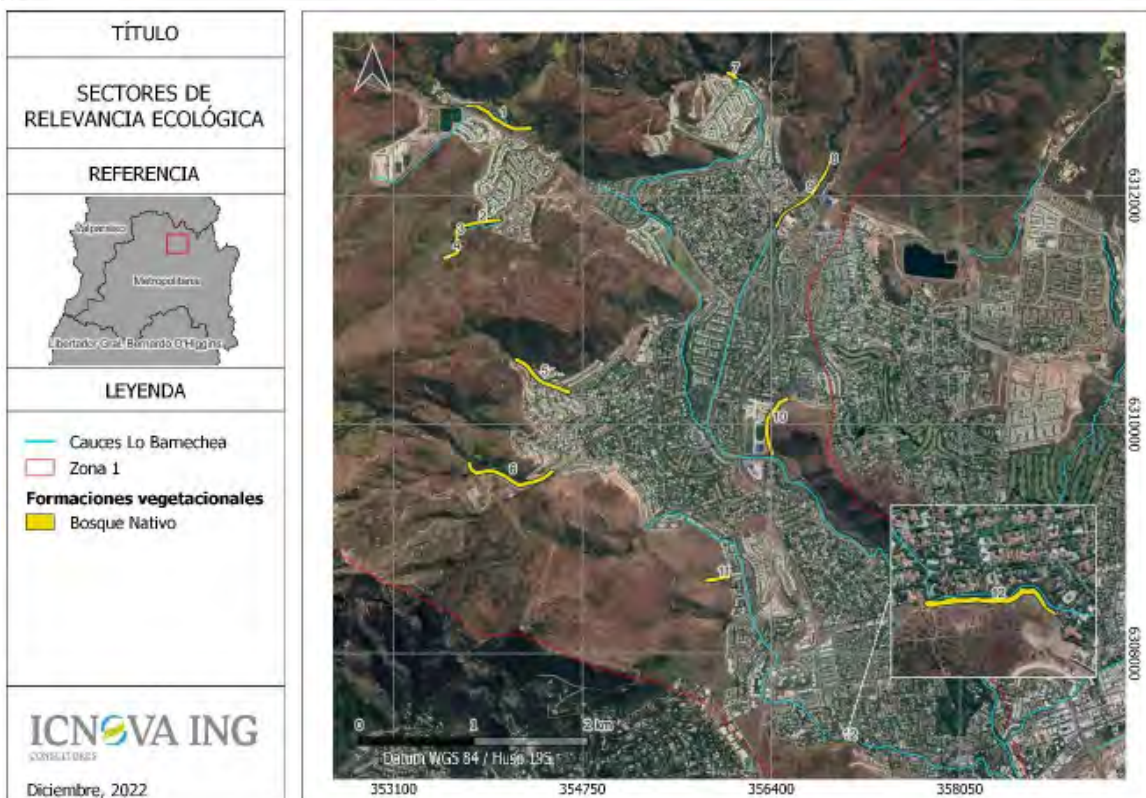 TÍTULO
SECTORES DE
RELEVANCIA ECOLÓGICA
REFERENCIA
Valparaíso
Metropolitana
Libertador Gral. Bernardo O'Higgins
LEYENDA
Cauces Lo Barnechea
Zona 1
Formaciones vegetacionales
Bosque Nativo
ICNOVA ING
CONSULTORES
Diciembre, 2022
7
1
8
9
2
3
4
5
10
6
11
12
12
6312000
6310000
6308000
0 1 2 km
Datum WGS 84 / Huso 19S
353100 354750 356400 358050